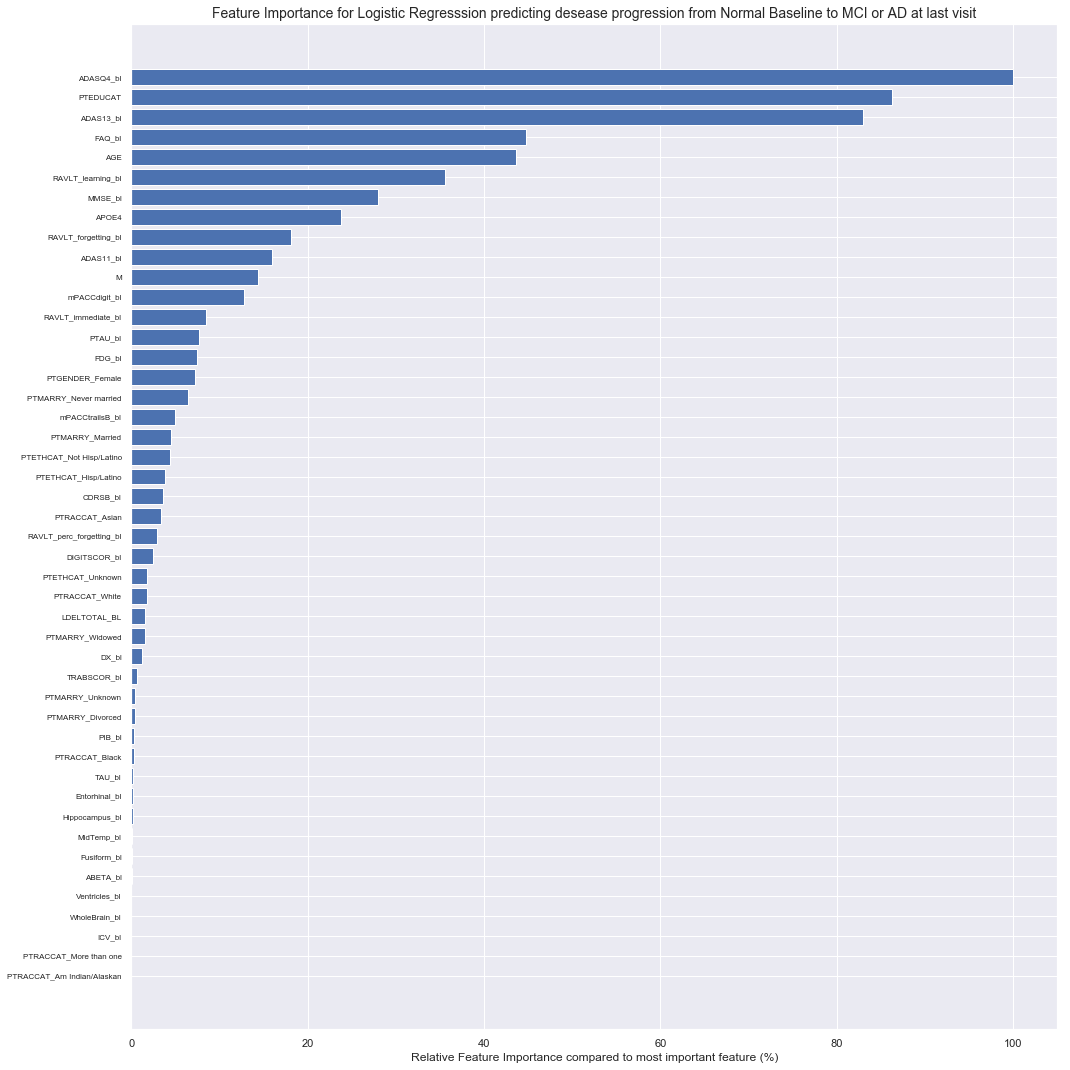 Feature Importance for Logistic Regresssion predicting desease progression from Normal Baseline to MCI or AD at last visit
ADASQ4_bl
PTEDUCAT
ADAS13_bl
FAQ_bl
AGE
RAVLT_learning_bl
MMSE_bl
APOE4
RAVLT_forgetting_bl
ADAS11_bl
M
mPACCdigit_bl
RAVLT_immediate_bl
PTAU_bl
FDG_bl
PTGENDER_Female
PTMARRY_Never married
mPACCtrailsB_bl
PTMARRY_Married
PTETHCAT_Not Hisp/Latino
PTETHCAT_Hisp/Latino
CDRSB_bl
PTRACCAT_Asian
RAVLT_perc_forgetting_bl
DIGITSCOR_bl
PTETHCAT_Unknown
PTRACCAT_White
LDELTOTAL_BL
PTMARRY_Widowed
DX_bl
TRABSCOR_bl
PTMARRY_Unknown
PTMARRY_Divorced
PIB_bl
PTRACCAT_Black
TAU_bl
Entorhinal_bl
Hippocampus_bl
MidTemp_bl
Fusiform_bl
ABETA_bl
Ventricles_bl
WholeBrain_bl
ICV_bl
PTRACCAT_More than one
PTRACCAT_Am Indian/Alaskan
0 20 40 60 80 100
Relative Feature Importance compared to most important feature (%)